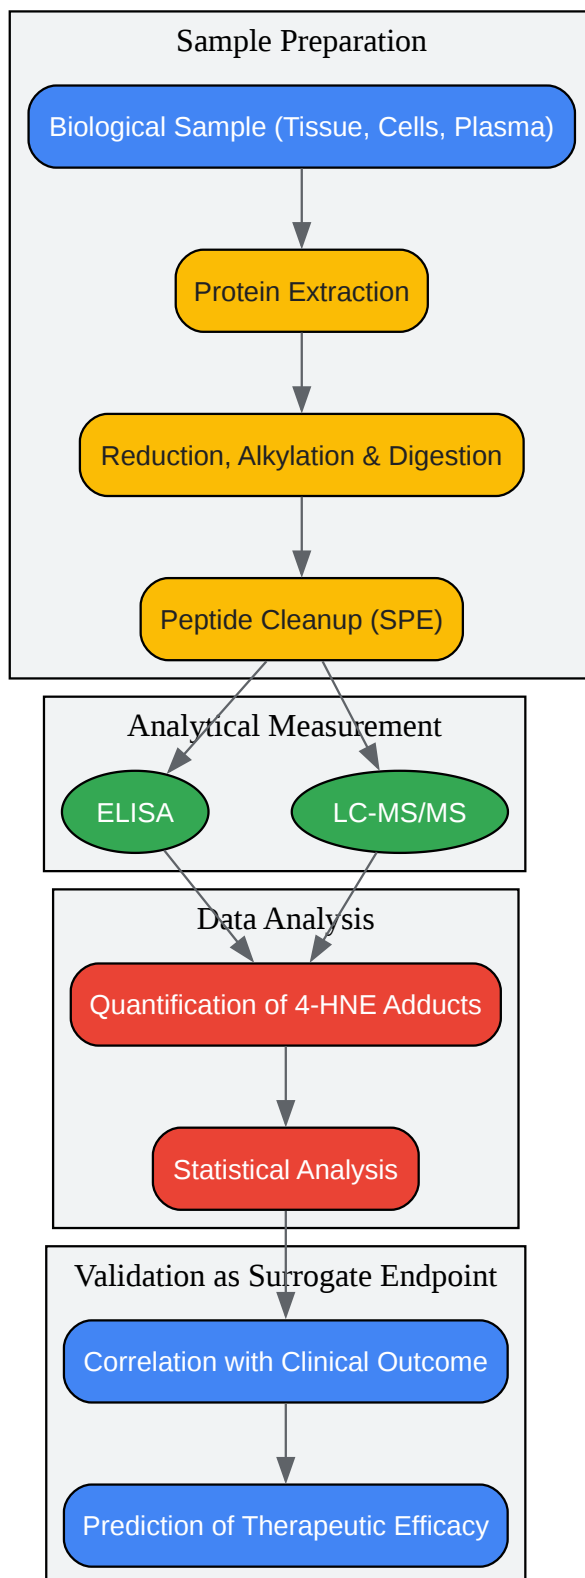 Sample Preparation
Biological Sample (Tissue, Cells, Plasma)
Protein Extraction
Reduction, Alkylation & Digestion
Peptide Cleanup (SPE)
Analytical Measurement
ELISA
LC-MS/MS
Data Analysis
Quantification of 4-HNE Adducts
Statistical Analysis
Validation as Surrogate Endpoint
Correlation with Clinical Outcome
Prediction of Therapeutic Efficacy